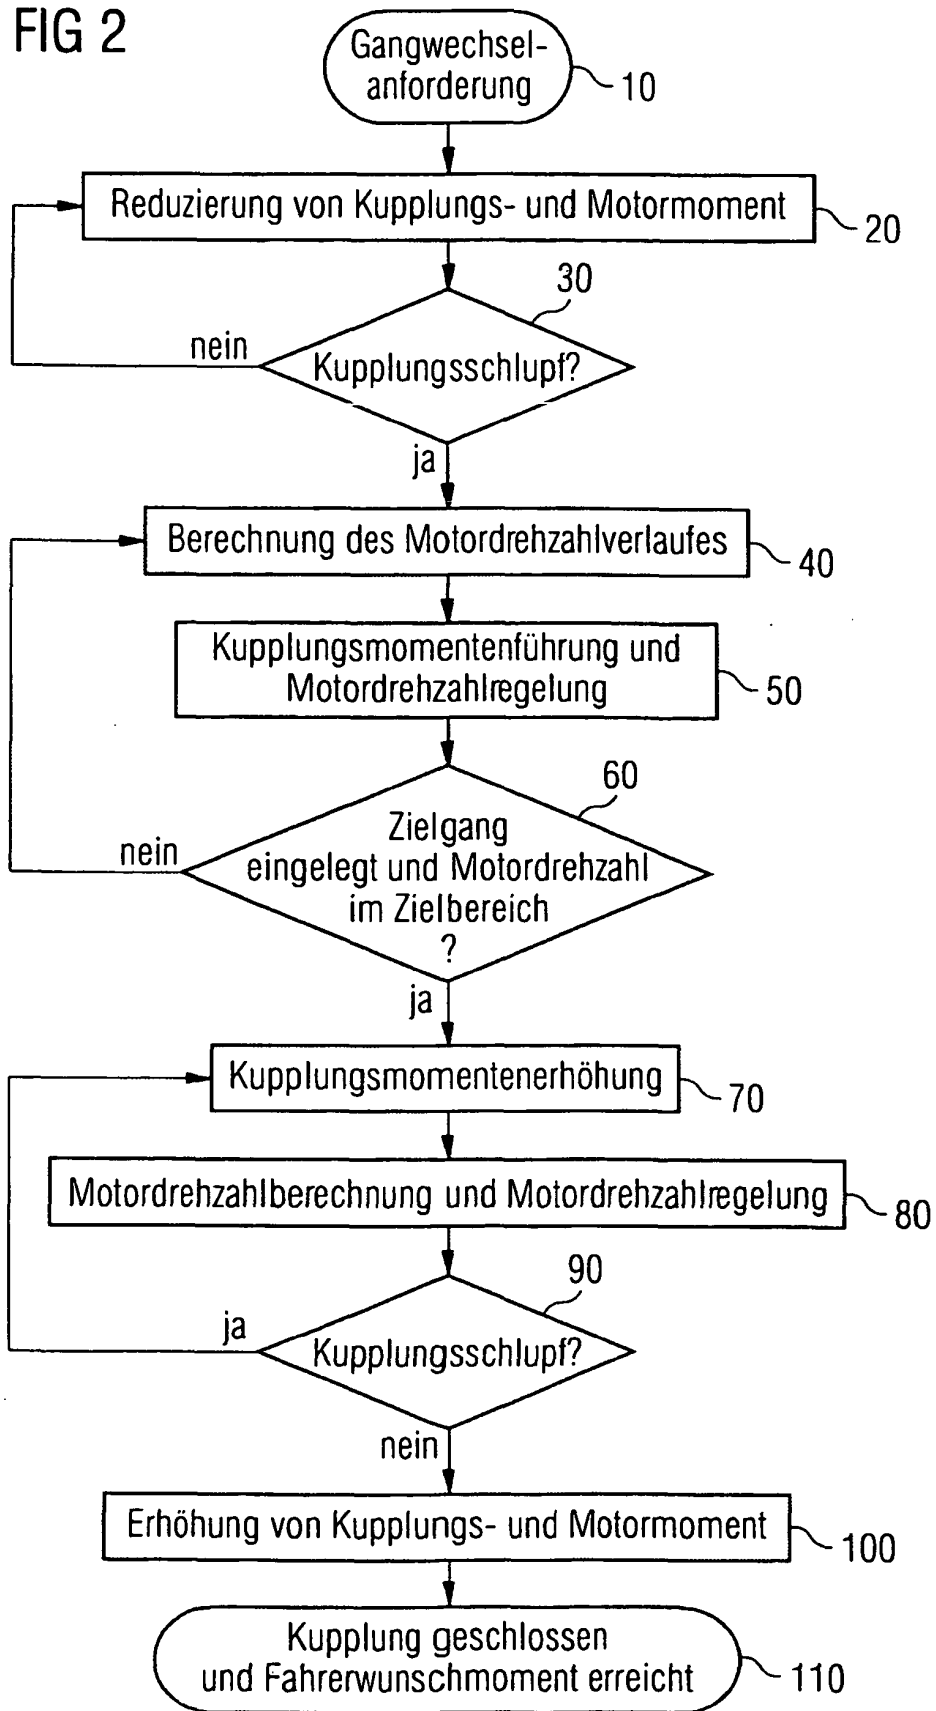 FIG 2
Gangwechsel-
anforderung
10
Reduzierung von Kupplungs- und Motormoment
20
30
nein
Kupplungsschlupf?
ja
Berechnung des Motordrehzahlverlaufes
40
Kupplungsmomentenführung und
Motordrehzahlregelung
50
60
nein
Zielgang
eingelegt und Motordrehzahl
im Zielbereich
?
ja
Kupplungsmomentenerhöhung
70
Motordrehzahlberechnung und Motordrehzahlregelung
80
90
ja
Kupplungsschlupf?
nein
Erhöhung von Kupplungs- und Motormoment
100
Kupplung geschlossen
und Fahrerwunschmoment erreicht
110